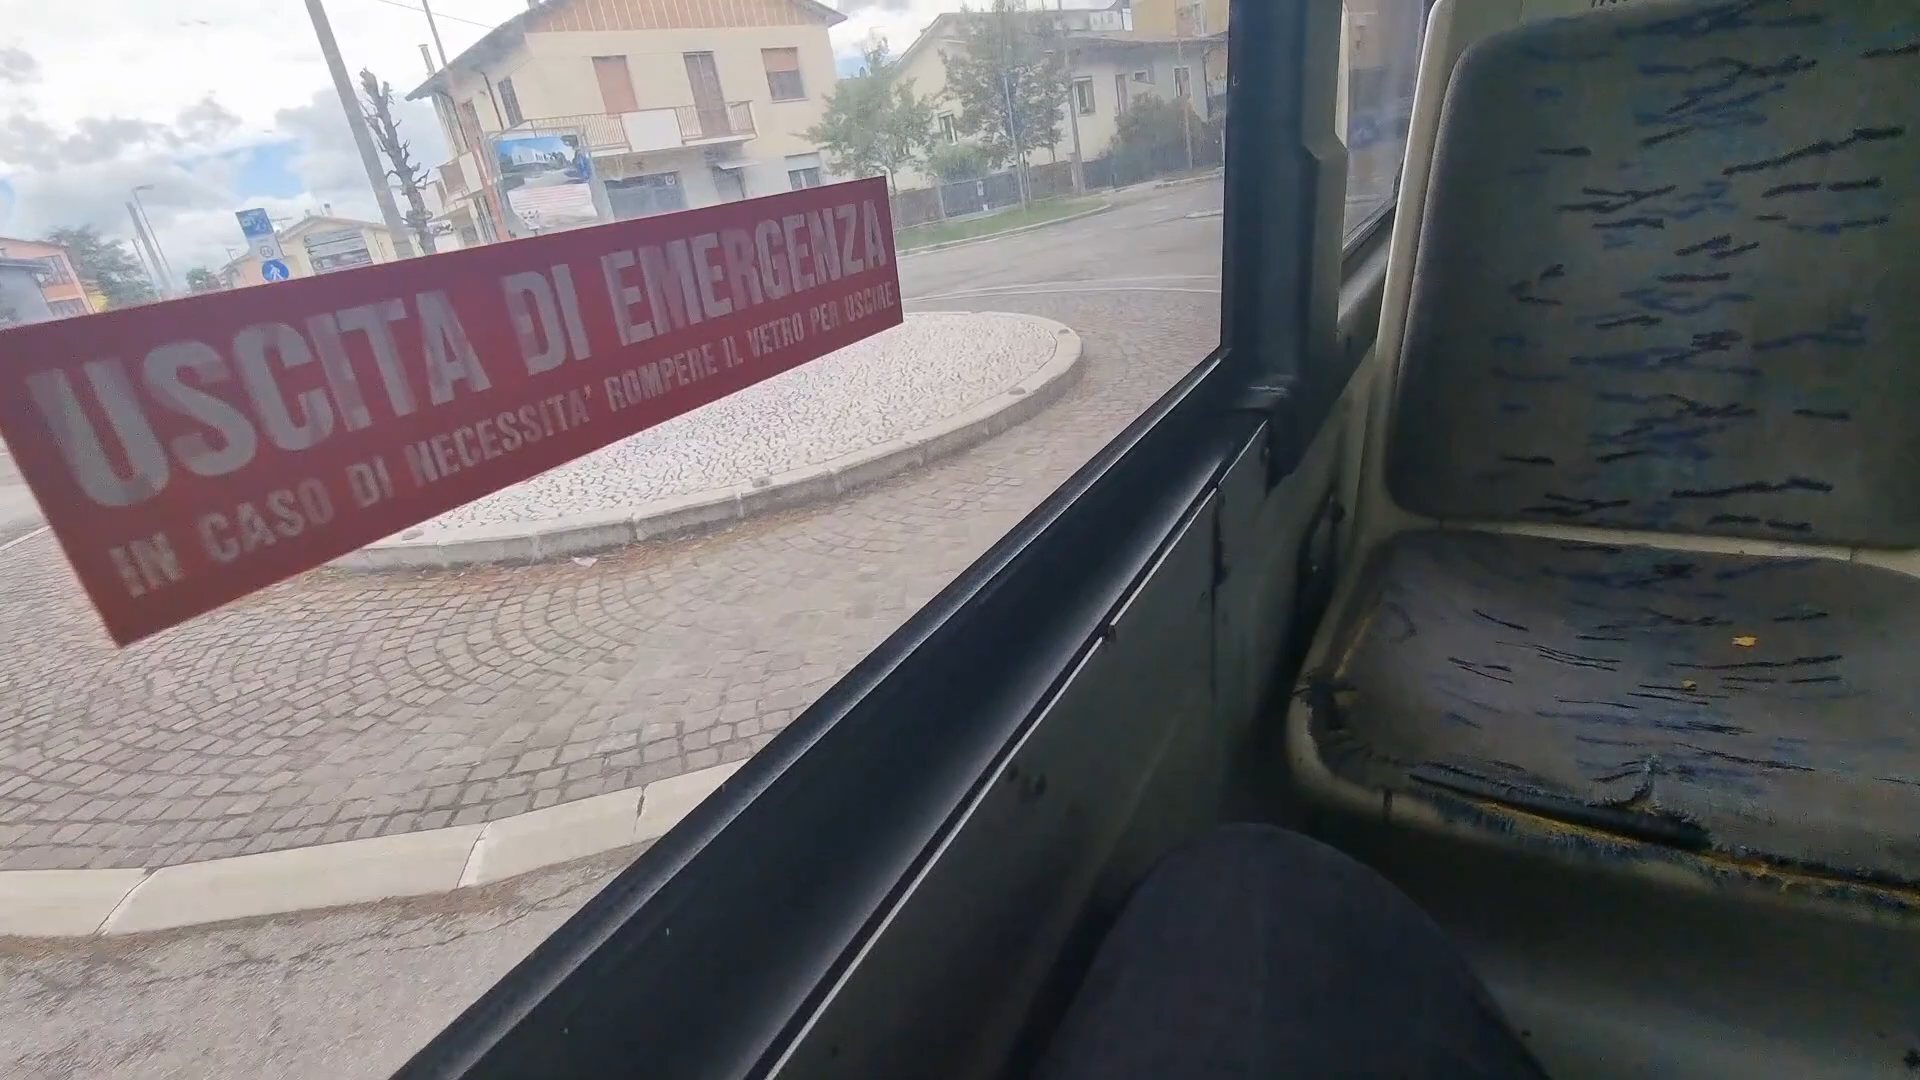 USCITA DI EMERGENZA
IN CASO DI NECESSITA' ROMPERE IL VETRO PER USCIRE